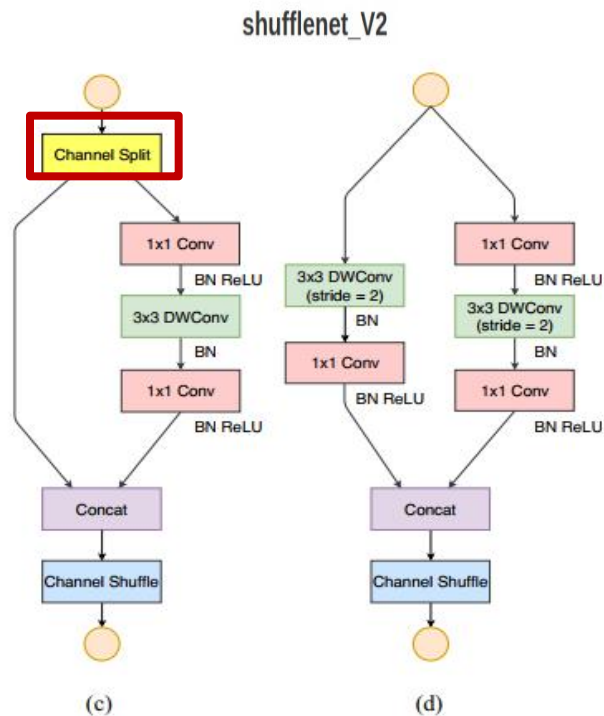 shufflenet_V2
Channel Split
1x1 Conv
BN ReLU
3x3 DWConv
BN
1x1 Conv
BN ReLU
Concat
Channel Shuffle
(c)
3x3 DWConv
(stride = 2)
BN
1x1 Conv
BN ReLU
1x1 Conv
BN ReLU
3x3 DWConv
(stride = 2)
BN
1x1 Conv
BN ReLU
Concat
Channel Shuffle
(d)